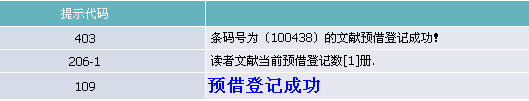 提示代码
403 条码号为（100438）的文献预借登记成功!
206-1 读者文献当前预借登记数[1]册.
109 预借登记成功